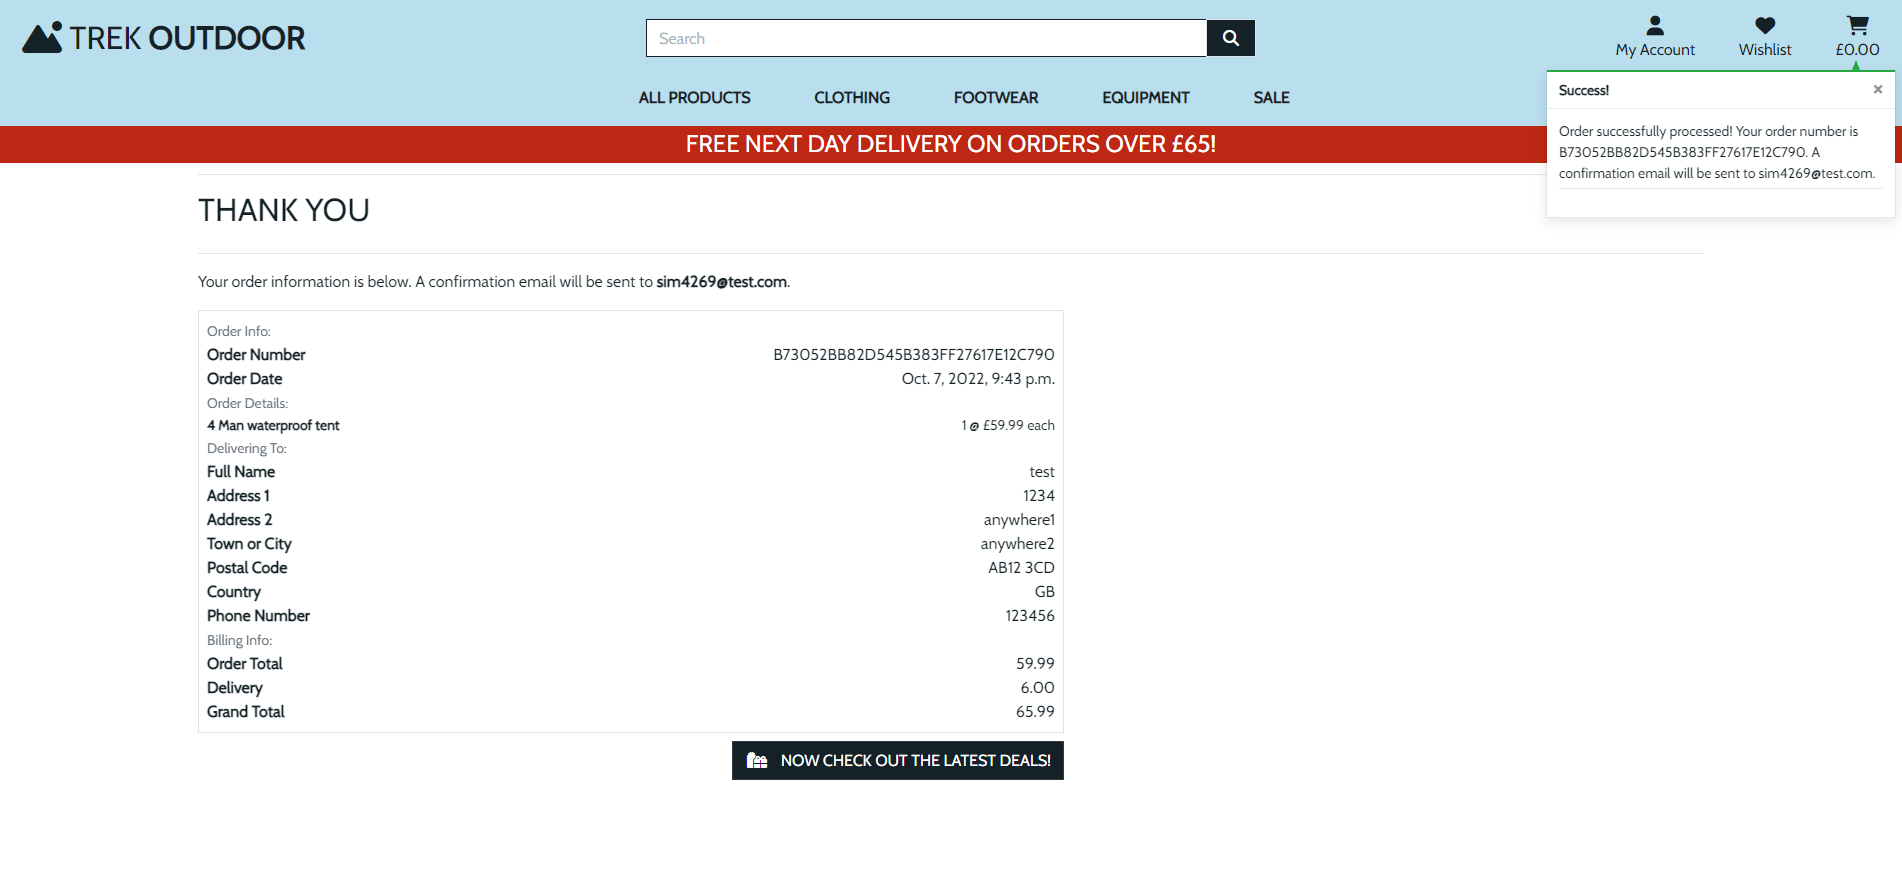 TREK OUTDOOR
Search
My Account
Wishlist
£0.00
ALL PRODUCTS
CLOTHING
FOOTWEAR
EQUIPMENT
SALE
FREE NEXT DAY DELIVERY ON ORDERS OVER £65!
Success!
×
Order successfully processed! Your order number is
B73052BB82D545B383FF27617E12C790. A
confirmation email will be sent to sim4269@test.com.
THANK YOU
Your order information is below. A confirmation email will be sent to sim4269@test.com.
Order Info:
Order Number B73052BB82D545B383FF27617E12C790
Order Date Oct. 7, 2022, 9:43 p.m.
Order Details:
4 Man waterproof tent 1 @ £59.99 each
Delivering To:
Full Name test
Address 1 1234
Address 2 anywhere1
Town or City anywhere2
Postal Code AB12 3CD
Country GB
Phone Number 123456
Billing Info:
Order Total 59.99
Delivery 6.00
Grand Total 65.99
NOW CHECK OUT THE LATEST DEALS!